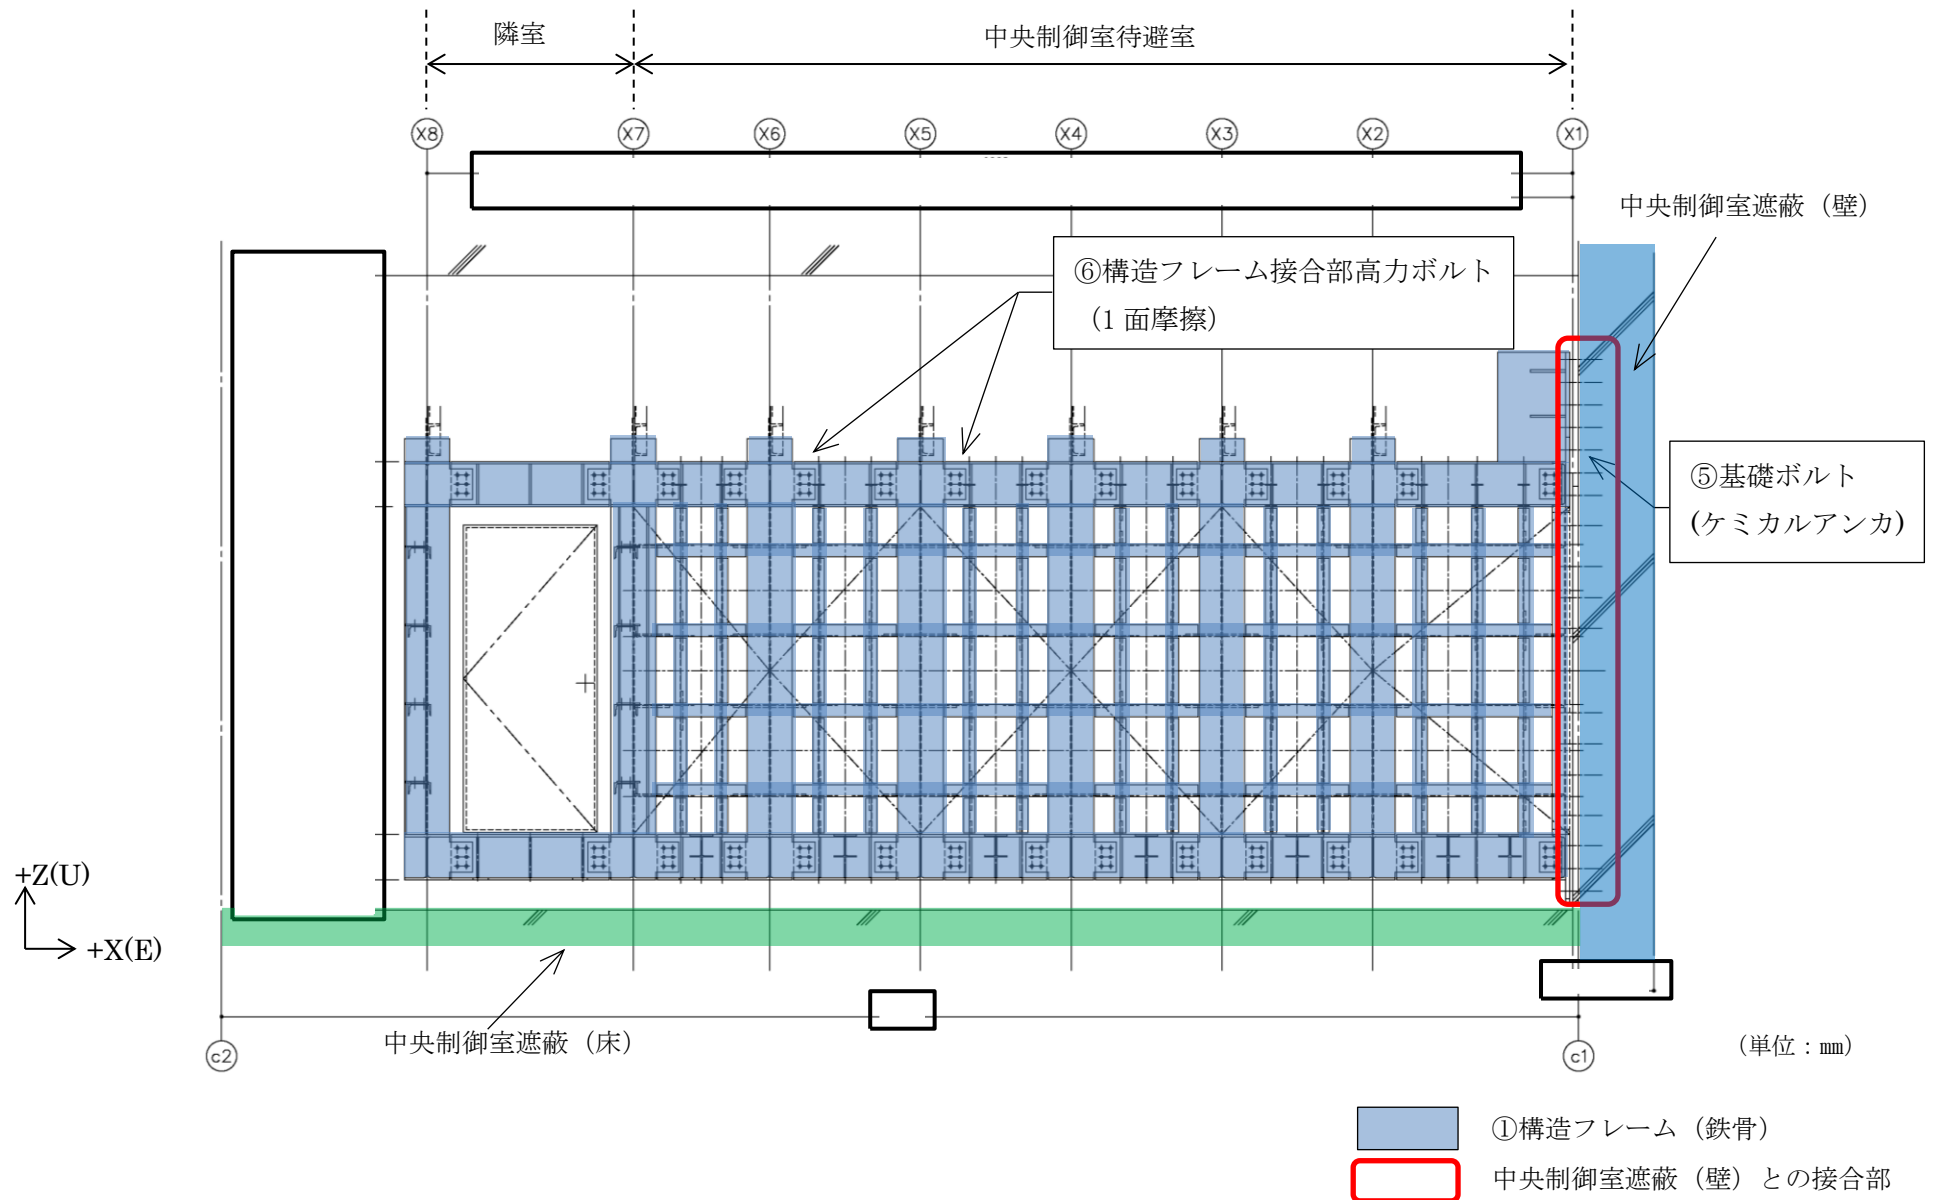 隣室
中央制御室待避室
X8
X7
X6
X5
X4
X3
X2
X1
中央制御室遮蔽（壁）
⑥構造フレーム接合部高力ボルト
（1 面摩擦）
⑤基礎ボルト
(ケミカルアンカ)
+Z(U)
+X(E)
中央制御室遮蔽（床）
c2
c1
（単位：㎜）
①構造フレーム（鉄骨）
中央制御室遮蔽（壁）との接合部